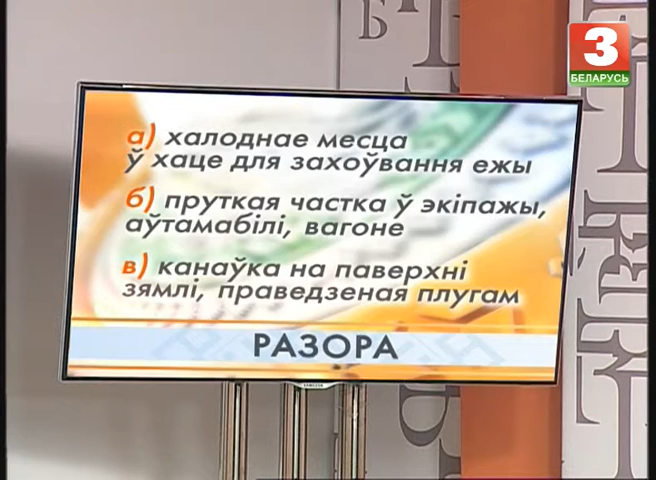 3
БЕЛАРУСЬ
а) халоднае месца
ў хаце для захоўвання ежы
б) пруткая частка ў экіпажы,
аўтамабілі, вагоне
в) канаўка на паверхні
зямлі, праведзеная плугам
РАЗОРА